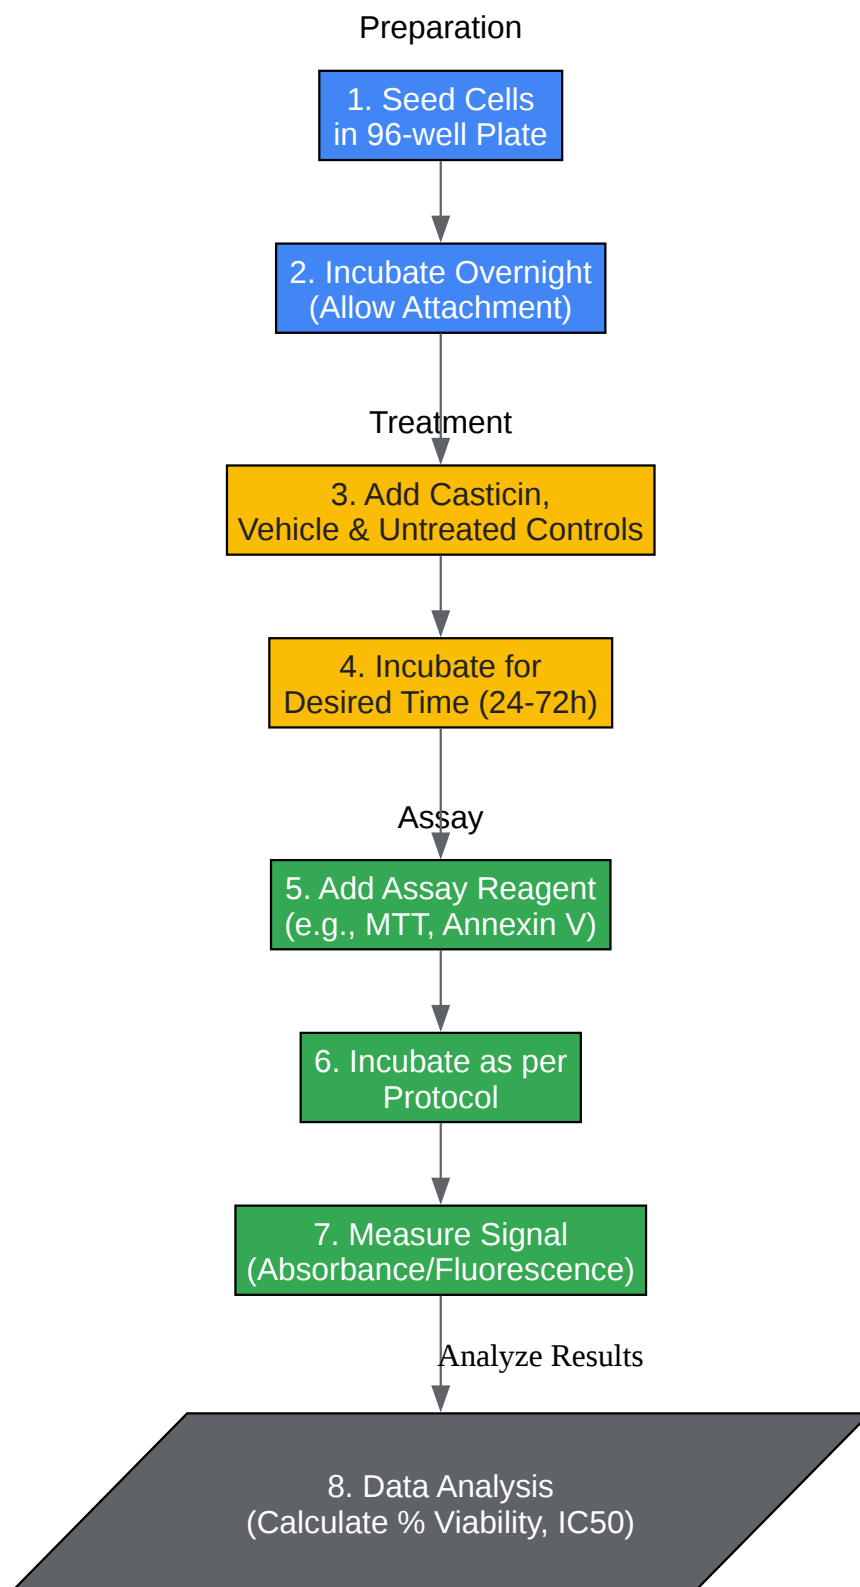 Preparation
1. Seed Cells
in 96-well Plate
2. Incubate Overnight
(Allow Attachment)
Treatment
3. Add Casticin,
Vehicle & Untreated Controls
4. Incubate for
Desired Time (24-72h)
Assay
5. Add Assay Reagent
(e.g., MTT, Annexin V)
6. Incubate as per
Protocol
7. Measure Signal
(Absorbance/Fluorescence)
Analyze Results
8. Data Analysis
(Calculate % Viability, IC50)